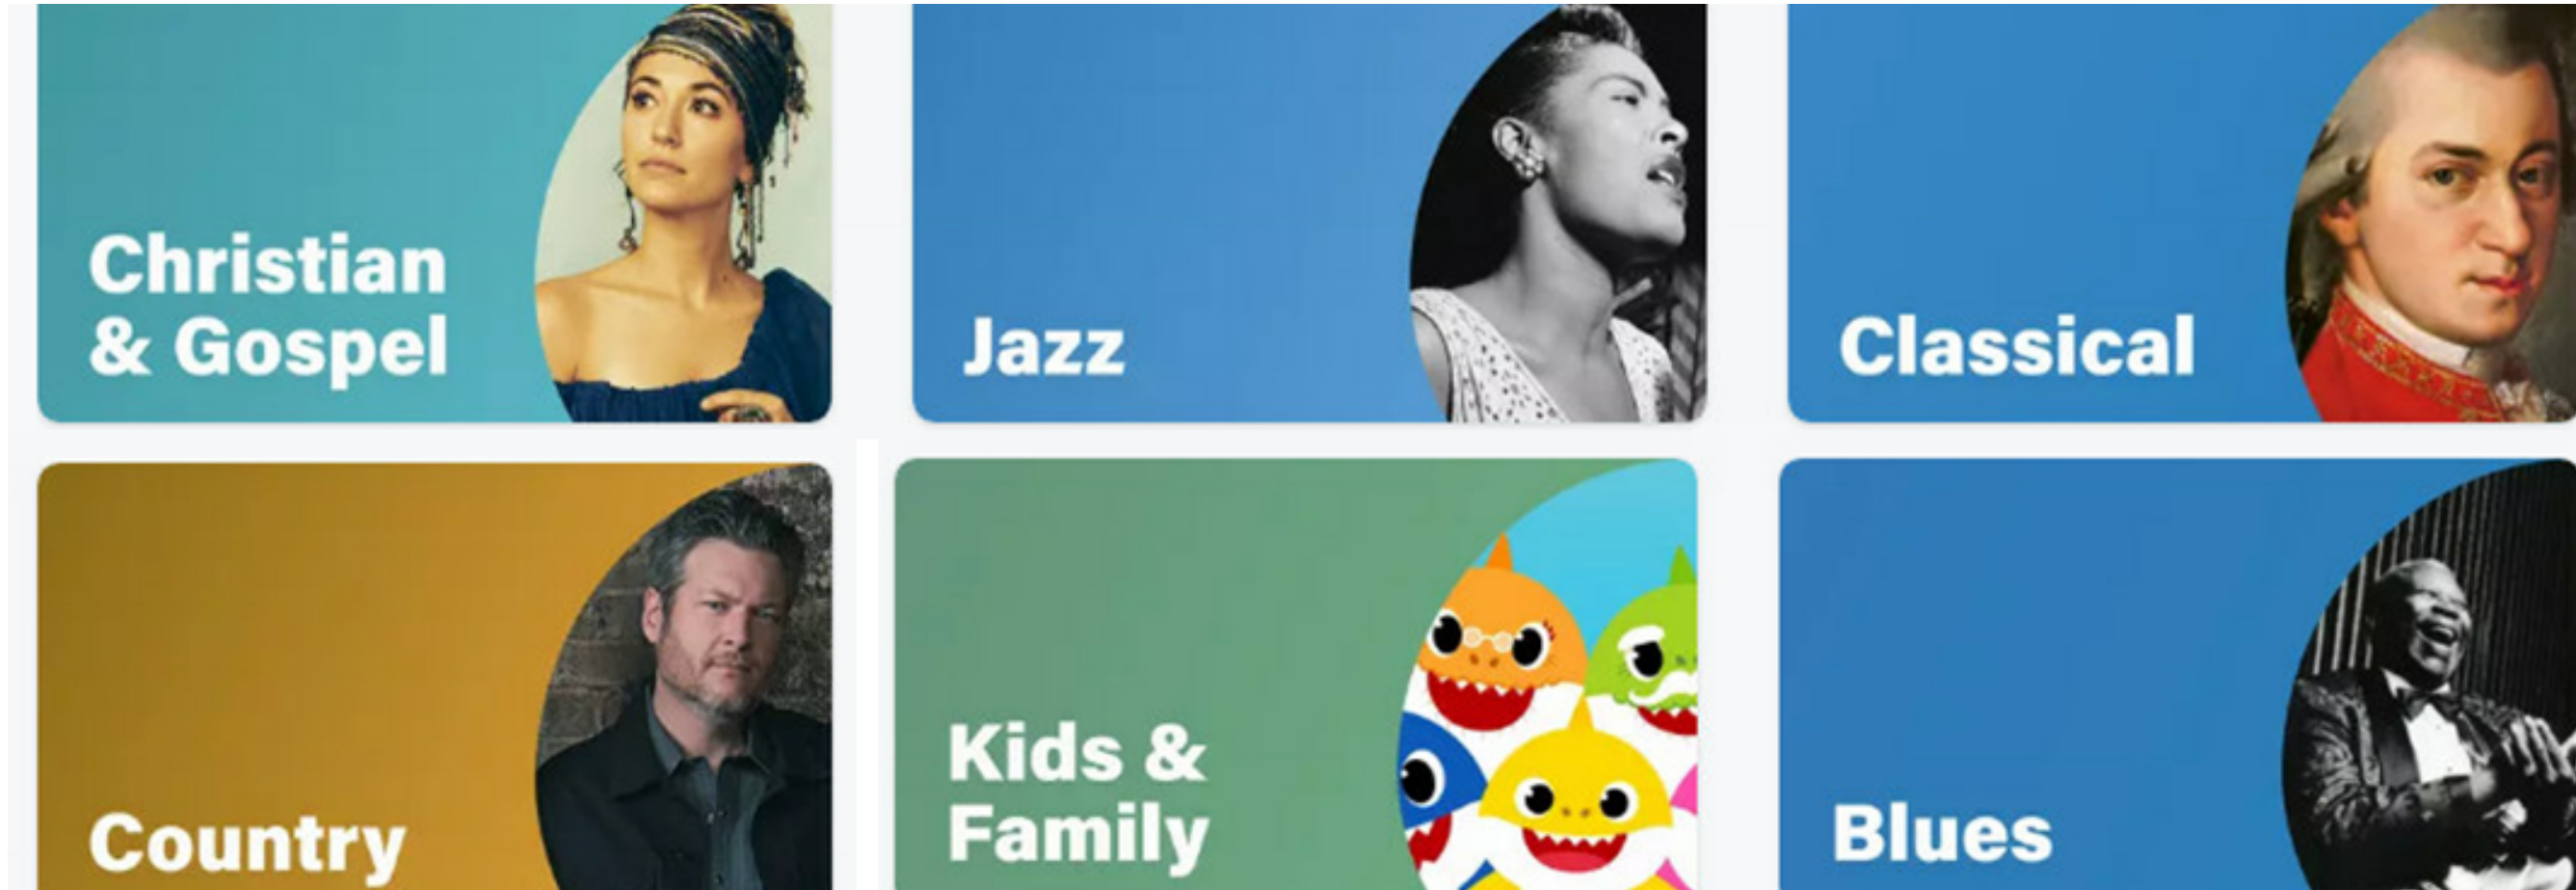 Christian
& Gospel
Jazz
Classical
Country
Kids &
Family
Blues